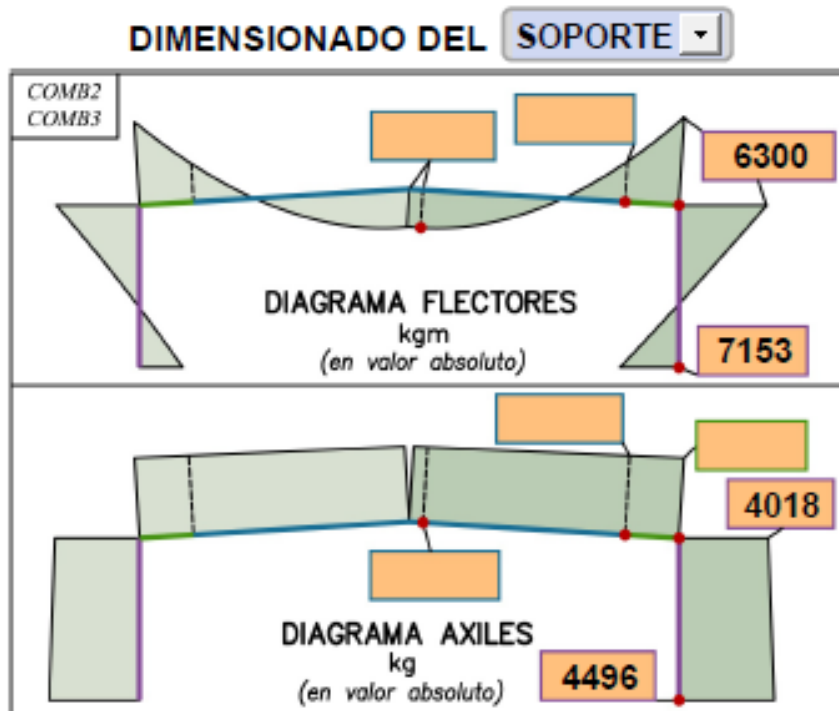 DIMENSIONADO DEL SOPORTE
COMB2
COMB3
6300
DIAGRAMA FLECTORES
kgm
(en valor absoluto)
7153
4018
DIAGRAMA AXILES
kg
(en valor absoluto)
4496